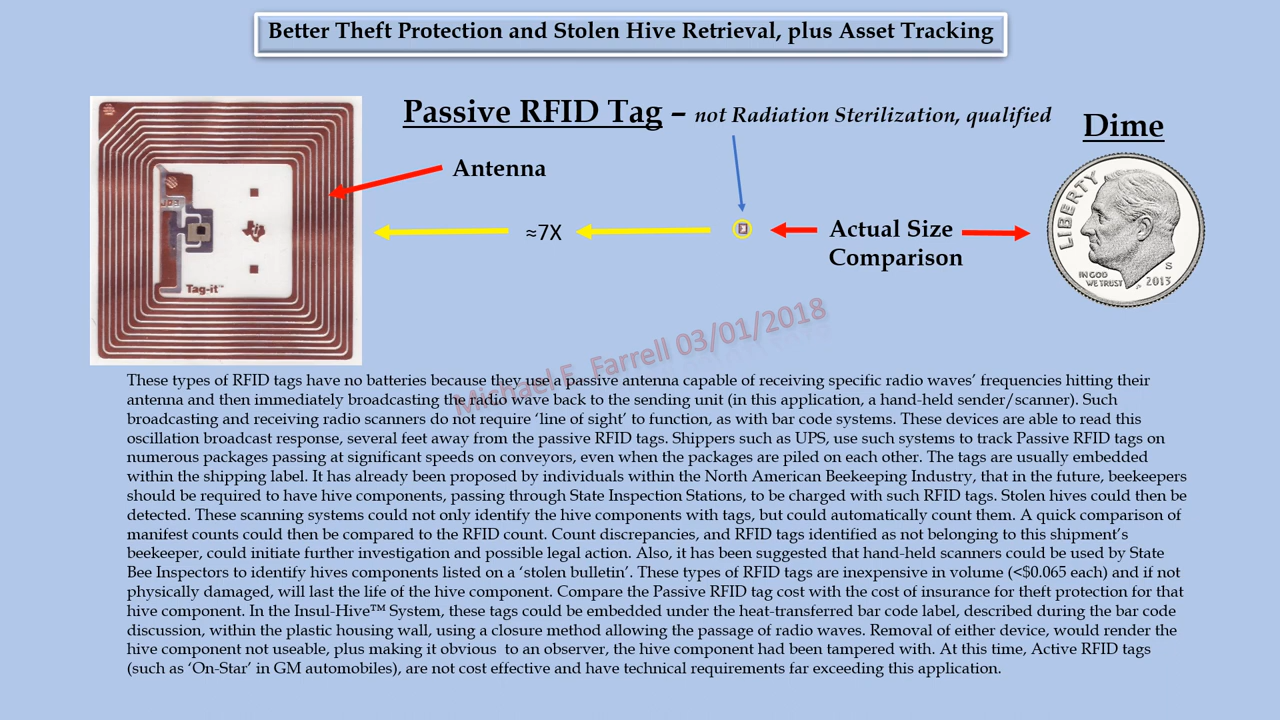 Better Theft Protection and Stolen Hive Retrieval, plus Asset Tracking
Passive RFID Tag – not Radiation Sterilization, qualified
Dime
Antenna
≈7X
Actual Size
Comparison
Tag-it™
LIBERTY
IN GOD
WE TRUST
S
2013
Michael E. Farrell 03/01/2018
These types of RFID tags have no batteries because they use a passive antenna capable of receiving specific radio waves’ frequencies hitting their
antenna and then immediately broadcasting the radio wave back to the sending unit (in this application, a hand-held sender/scanner). Such
broadcasting and receiving radio scanners do not require ‘line of sight’ to function, as with bar code systems. These devices are able to read this
oscillation broadcast response, several feet away from the passive RFID tags. Shippers such as UPS, use such systems to track Passive RFID tags on
numerous packages passing at significant speeds on conveyors, even when the packages are piled on each other. The tags are usually embedded
within the shipping label. It has already been proposed by individuals within the North American Beekeeping Industry, that in the future, beekeepers
should be required to have hive components, passing through State Inspection Stations, to be charged with such RFID tags. Stolen hives could then be
detected. These scanning systems could not only identify the hive components with tags, but could automatically count them. A quick comparison of
manifest counts could then be compared to the RFID count. Count discrepancies, and RFID tags identified as not belonging to this shipment’s
beekeeper, could initiate further investigation and possible legal action. Also, it has been suggested that hand-held scanners could be used by State
Bee Inspectors to identify hives components listed on a ‘stolen bulletin’. These types of RFID tags are inexpensive in volume (<$0.065 each) and if not
physically damaged, will last the life of the hive component. Compare the Passive RFID tag cost with the cost of insurance for theft protection for that
hive component. In the Insul-Hive™ System, these tags could be embedded under the heat-transferred bar code label, described during the bar code
discussion, within the plastic housing wall, using a closure method allowing the passage of radio waves. Removal of either device, would render the
hive component not useable, plus making it obvious  to an observer, the hive component had been tampered with. At this time, Active RFID tags
(such as ‘On-Star’ in GM automobiles), are not cost effective and have technical requirements far exceeding this application.